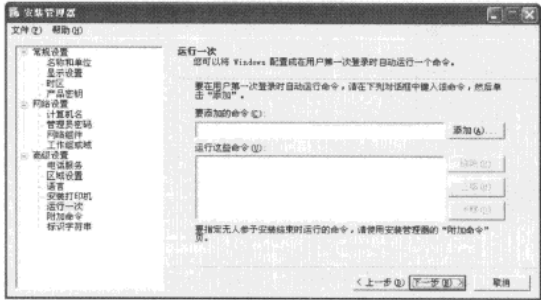 安装管理器
文件(F) 帮助(H)
常规设置
名称和单位
显示设置
时区
产品密钥
网络设置
计算机名
管理员密码
网络组件
工作组或域
高级设置
电话服务
区域设置
语言
安装打印机
运行一次
附加命令
标识字符串
运行一次
您可以将 Windows 配置成在用户第一次登录时自动运行一个命令。
要在用户第一次登录时自动运行命令，请在下列对话框中键入该命令，然后单
击“添加”。
要添加的命令(C):
添加(A)...
运行这些命令(U):
要指定无人参予安装结束时运行的命令，请使用安装管理器的“附加命令”
页。
< 上一步(B) 下一步(N) > 取消